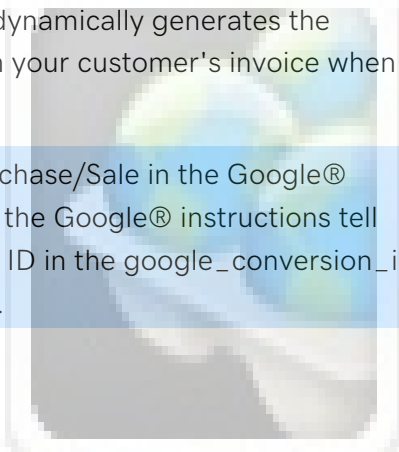 dynamically generates the
n your customer's invoice when
chase/Sale in the Google®
the Google® instructions tell
ID in the google_conversion_i